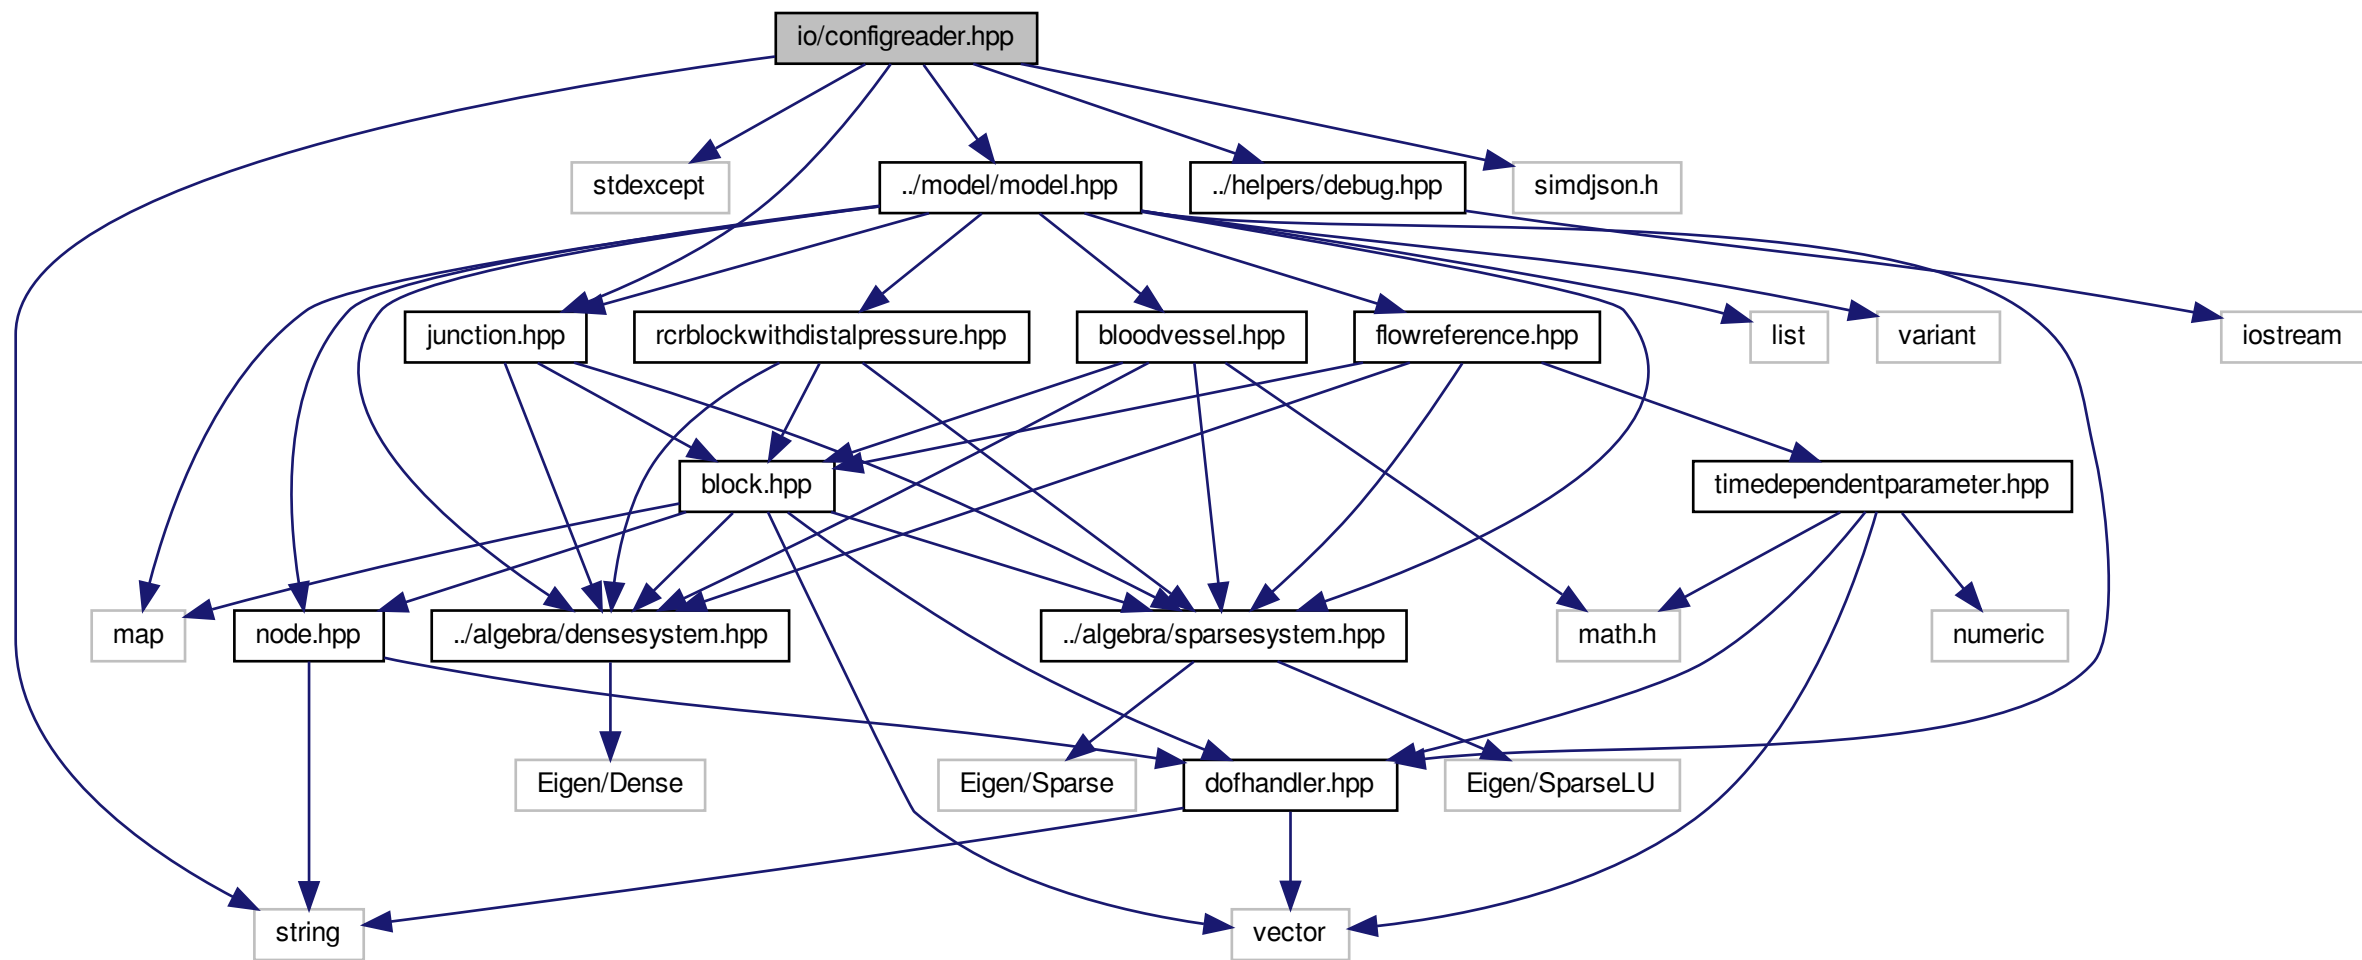 io/configreader.hpp
stdexcept
../model/model.hpp
../helpers/debug.hpp
simdjson.h
junction.hpp
rcrblockwithdistalpressure.hpp
bloodvessel.hpp
flowreference.hpp
list
variant
iostream
block.hpp
timedependentparameter.hpp
map
node.hpp
../algebra/densesystem.hpp
../algebra/sparsesystem.hpp
math.h
numeric
Eigen/Dense
Eigen/Sparse
dofhandler.hpp
Eigen/SparseLU
string
vector